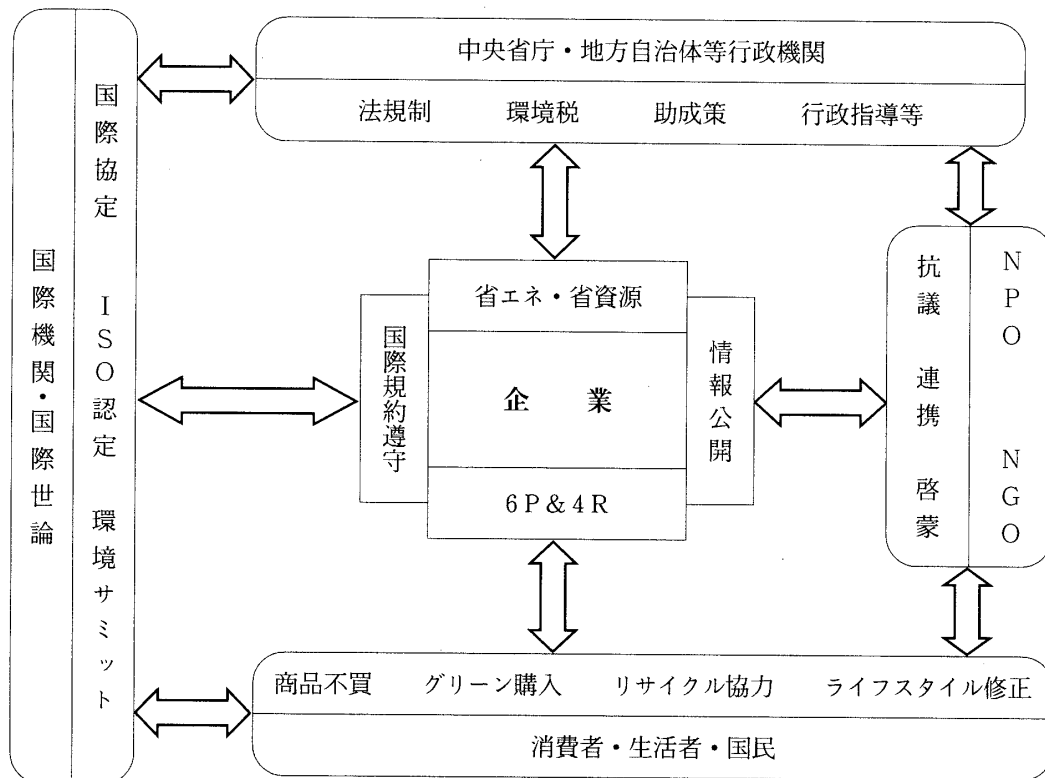 国際機関・国際世論
国際協定 ISO認定 環境サミット
中央省庁・地方自治体等行政機関
法規制 環境税 助成策 行政指導等
省エネ・省資源
国際規約遵守
企業
情報公開
6P&4R
抗議 連携 啓蒙
NPO NGO
商品不買 グリーン購入 リサイクル協力 ライフスタイル修正
消費者・生活者・国民